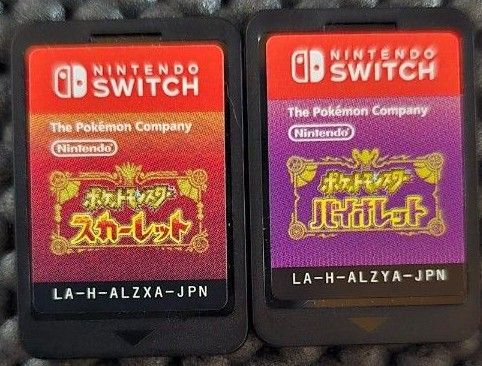 NINTENDO
SWITCH
The Pokémon Company
Nintendo
ポケットモンスター
スカーレット
LA-H-ALZXA-JPN
NINTENDO
SWITCH
The Pokémon Company
Nintendo
ポケットモンスター
バイオレット
LA-H-ALZYA-JPN